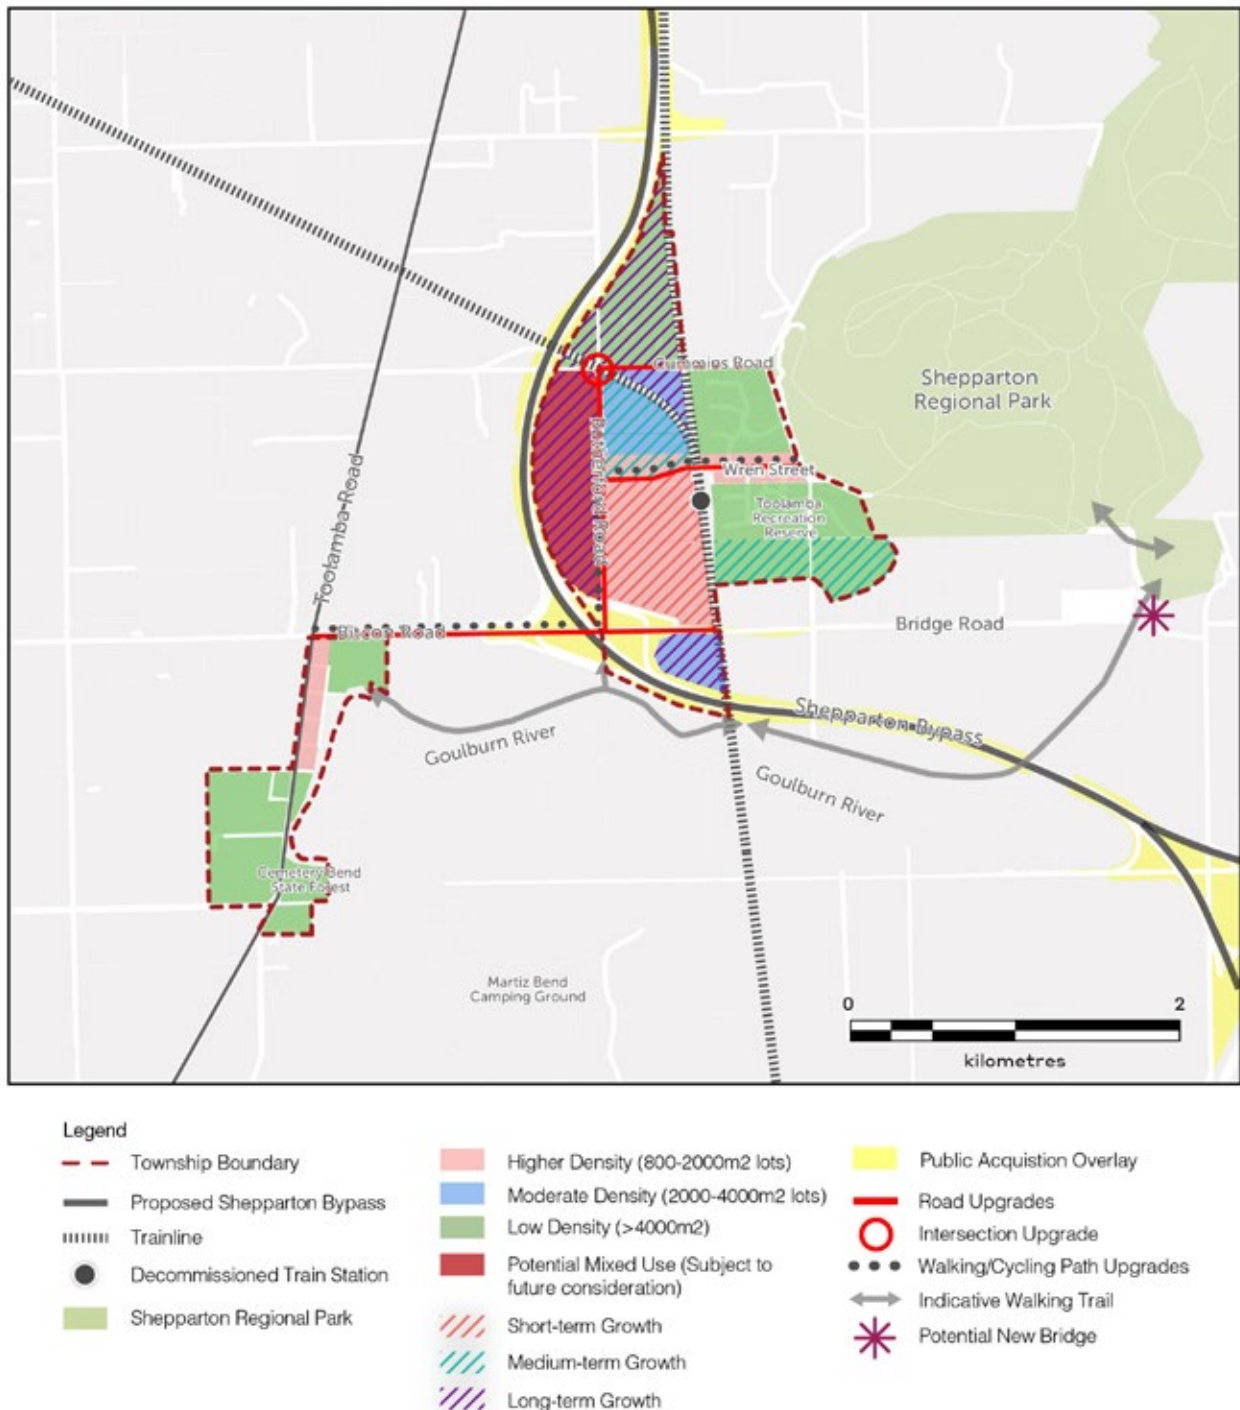 Cummins Road
Shepparton
Regional Park
Rutherford Road
Wren Street
Toolamba
Recreation
Reserve
Toolamba Road
Bitcon Road
Bridge Road
Shepparton Bypass
Goulburn River
Goulburn River
Cemetery Bend
State Forest
Martiz Bend
Camping Ground
0 2
kilometres
Legend
Township Boundary
Proposed Shepparton Bypass
Trainline
Decommissioned Train Station
Shepparton Regional Park
Higher Density (800-2000m2 lots)
Moderate Density (2000-4000m2 lots)
Low Density (>4000m2)
Potential Mixed Use (Subject to
future consideration)
Short-term Growth
Medium-term Growth
Long-term Growth
Public Acquistion Overlay
Road Upgrades
Intersection Upgrade
Walking/Cycling Path Upgrades
Indicative Walking Trail
Potential New Bridge